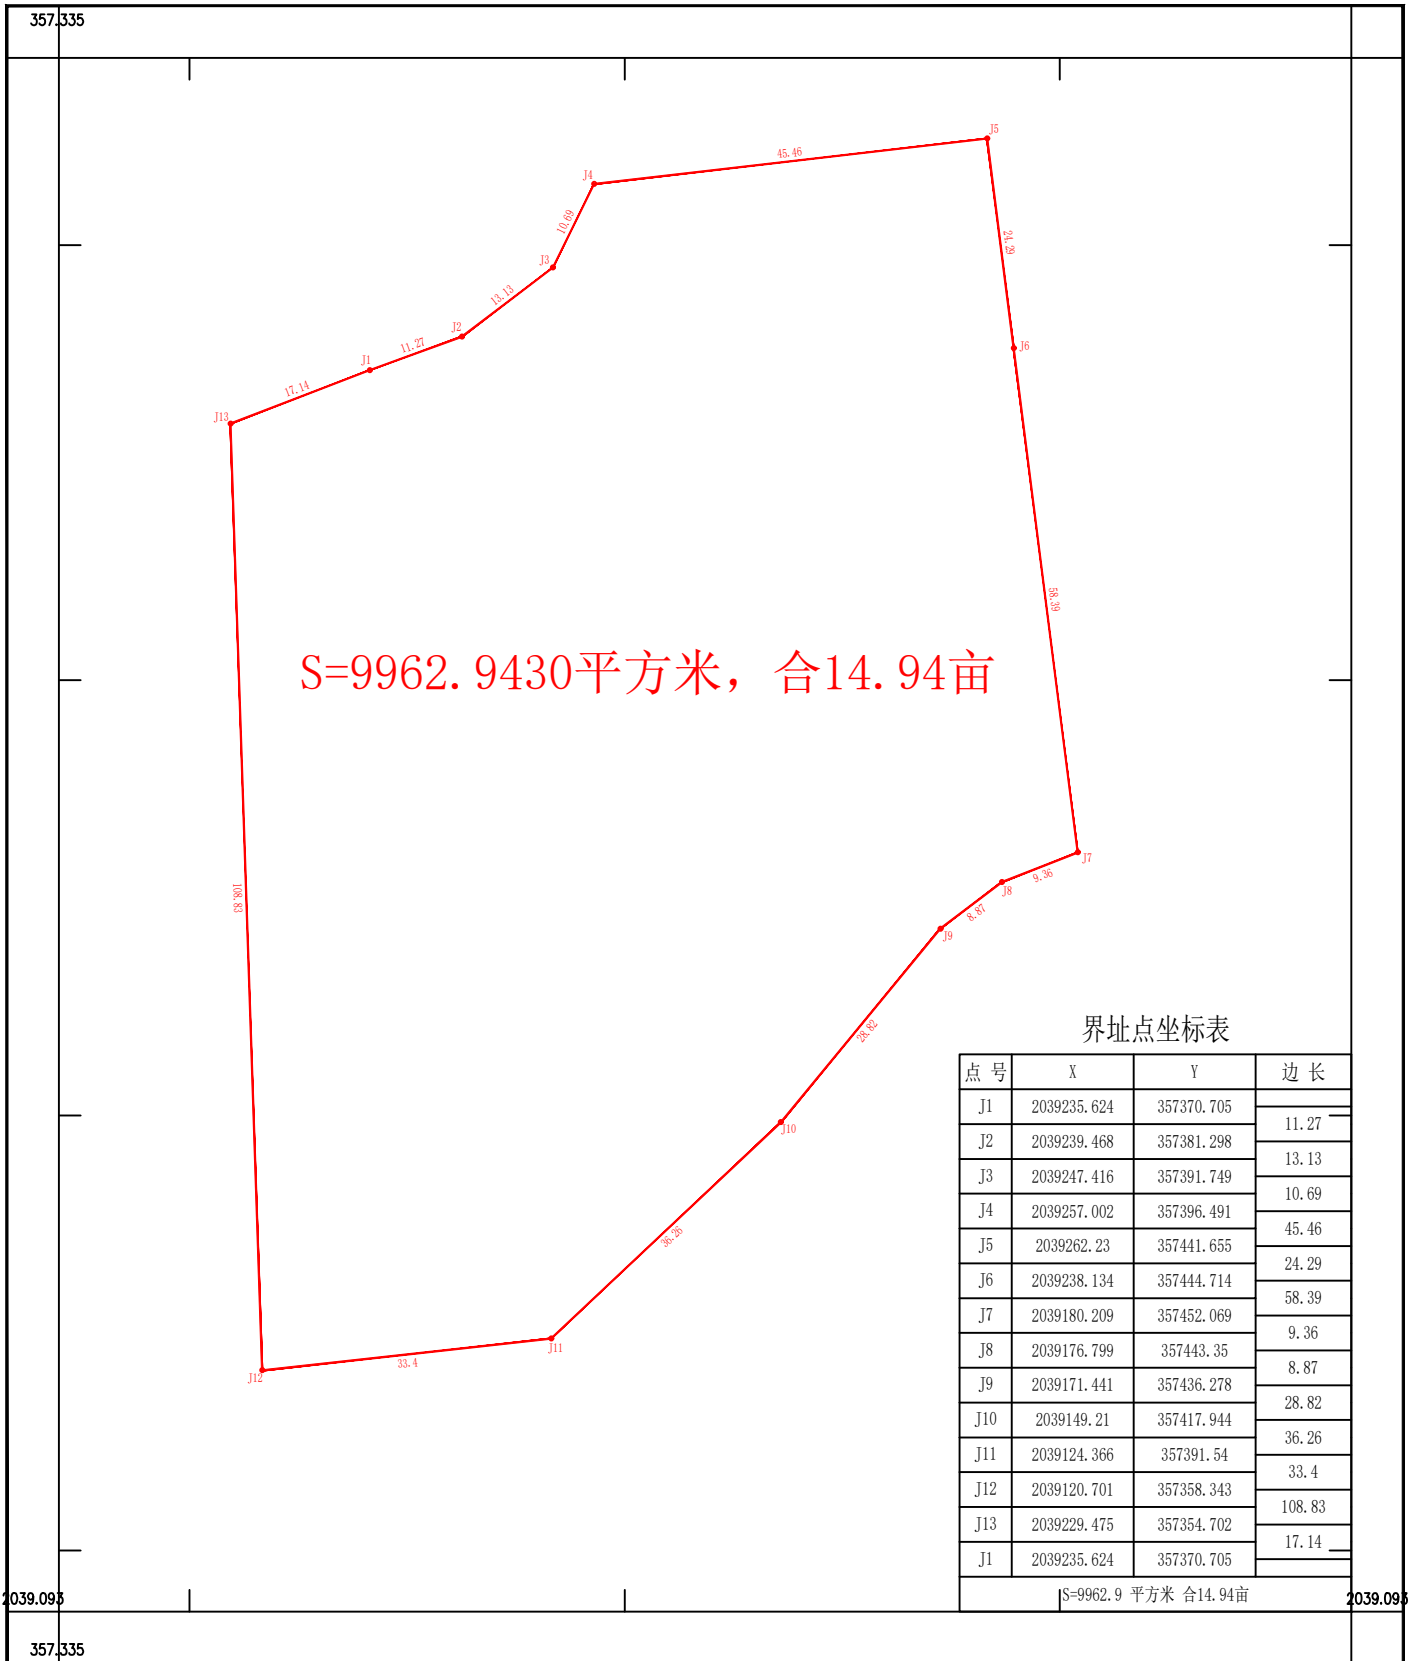 357.335
J5
45.46
J4
10.69
24.29
J3
13.13
J2
J6
11.27
J1
17.14
J13
58.39
S=9962.9430平方米，合14.94亩
J7
9.36
108.83
J8
8.87
J9
28.82
界址点坐标表
点 号 X Y 边 长
J1 2039235.624 357370.705
11.27
J2 2039239.468 357381.298
13.13
J3 2039247.416 357391.749
10.69
J4 2039257.002 357396.491
45.46
J5 2039262.23 357441.655
24.29
J6 2039238.134 357444.714
58.39
J7 2039180.209 357452.069
9.36
J8 2039176.799 357443.35
8.87
J9 2039171.441 357436.278
28.82
J10 2039149.21 357417.944
36.26
J11 2039124.366 357391.54
33.4
J12 2039120.701 357358.343
108.83
J13 2039229.475 357354.702
17.14
J1 2039235.624 357370.705
S=9962.9 平方米 合14.94亩
J10
36.26
J11
33.4
J12
2039.093
2039.093
357.335